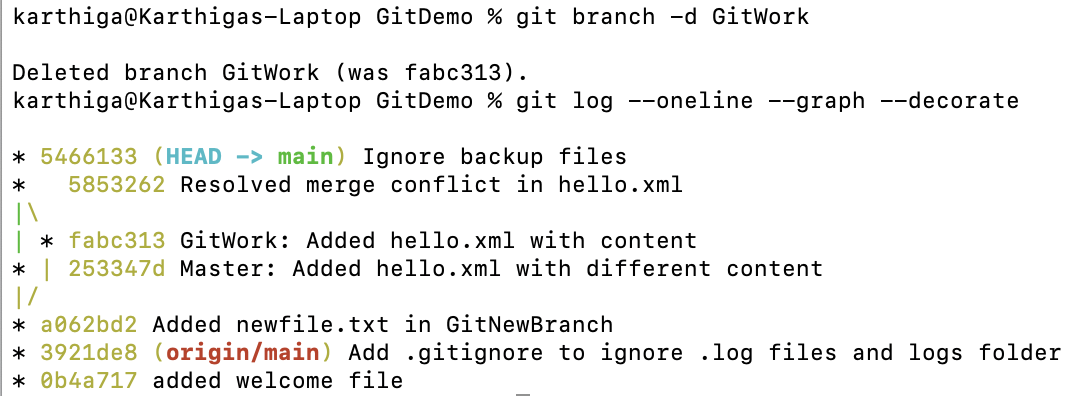 karthiga@Karthigas-Laptop GitDemo % git branch -d GitWork
Deleted branch GitWork (was fabc313).
karthiga@Karthigas-Laptop GitDemo % git log --oneline --graph --decorate
* 5466133 (HEAD -> main) Ignore backup files
*   5853262 Resolved merge conflict in hello.xml
|\
| * fabc313 GitWork: Added hello.xml with content
* | 253347d Master: Added hello.xml with different content
|/
* a062bd2 Added newfile.txt in GitNewBranch
* 3921de8 (origin/main) Add .gitignore to ignore .log files and logs folder
* 0b4a717 added welcome file